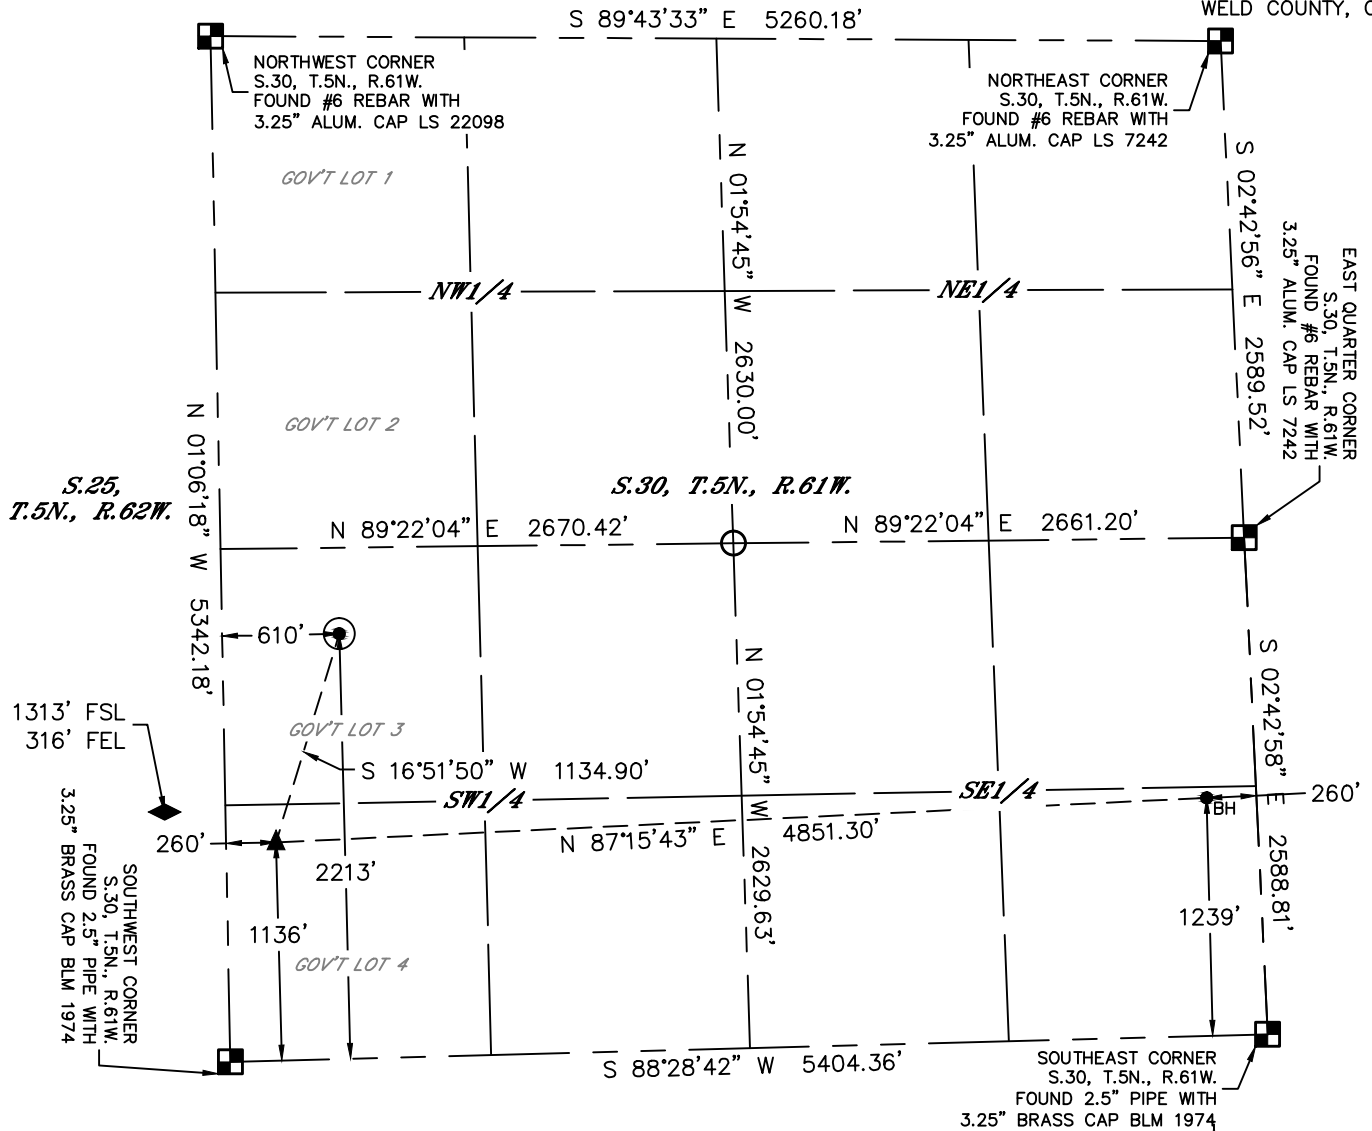 S 89°43'33" E 5260.18'
WELD COUNTY, C
NORTHWEST CORNER
S.30, T.5N., R.61W.
FOUND #6 REBAR WITH
3.25" ALUM. CAP LS 22098
NORTHEAST CORNER
S.30, T.5N., R.61W.
FOUND #6 REBAR WITH
3.25" ALUM. CAP LS 7242
GOV'T LOT 1
N 01°54'45" W 2630.00'
S 02°42'56" E 2589.52'
EAST QUARTER CORNER
S.30, T.5N., R.61W.
FOUND #6 REBAR WITH
3.25" ALUM. CAP LS 7242
NW1/4
NE1/4
GOV'T LOT 2
N 01°06'18" W 5342.18'
S.25,
T.5N., R.62W.
S.30, T.5N., R.61W.
N 89°22'04" E 2670.42'
N 89°22'04" E 2661.20'
610'
N 01°54'45" W 2629.63'
S 02°42'58" E 2588.81'
1313' FSL
316' FEL
GOV'T LOT 3
S 16°51'50" W 1134.90'
SW1/4
SE1/4
260'
BH
260'
N 87°15'43" E 4851.30'
2213'
1136'
1239'
SOUTHWEST CORNER
S.30, T.5N., R.61W.
FOUND 2.5" PIPE WITH
3.25" BRASS CAP BLM 1974
GOV'T LOT 4
S 88°28'42" W 5404.36'
SOUTHEAST CORNER
S.30, T.5N., R.61W.
FOUND 2.5" PIPE WITH
3.25" BRASS CAP BLM 1974